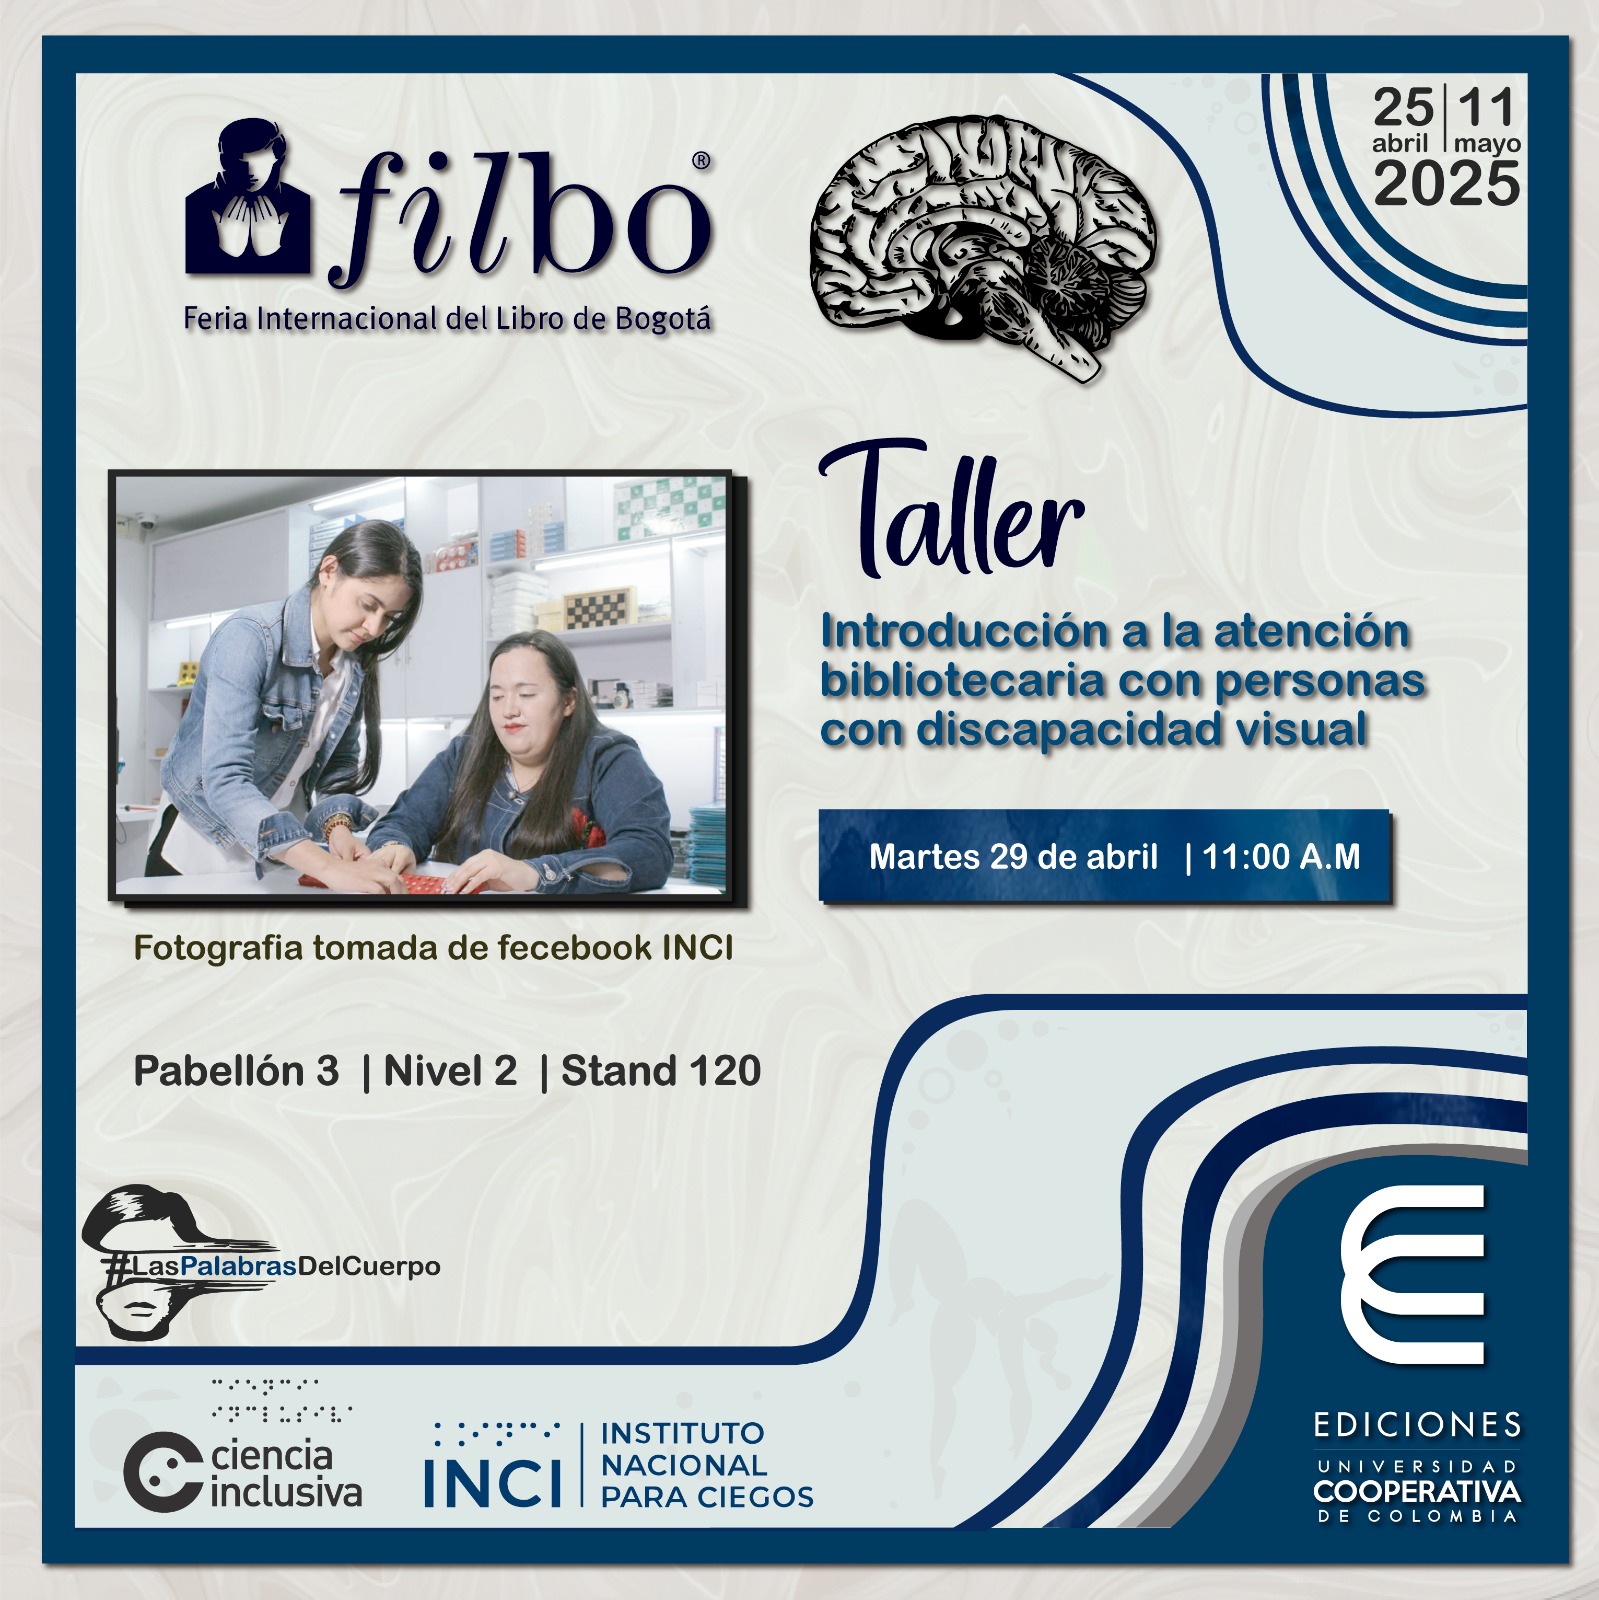 filbo®
Feria Internacional del Libro de Bogotá
25 | 11
abril | mayo
2025
Taller
Introducción a la atención
bibliotecaria con personas
con discapacidad visual
Martes 29 de abril | 11:00 A.M
Fotografia tomada de fecebook INCI
Pabellón 3 | Nivel 2 | Stand 120
#LasPalabrasDelCuerpo
ciencia
inclusiva
INCI
INSTITUTO
NACIONAL
PARA CIEGOS
EDICIONES
UNIVERSIDAD
COOPERATIVA
DE COLOMBIA